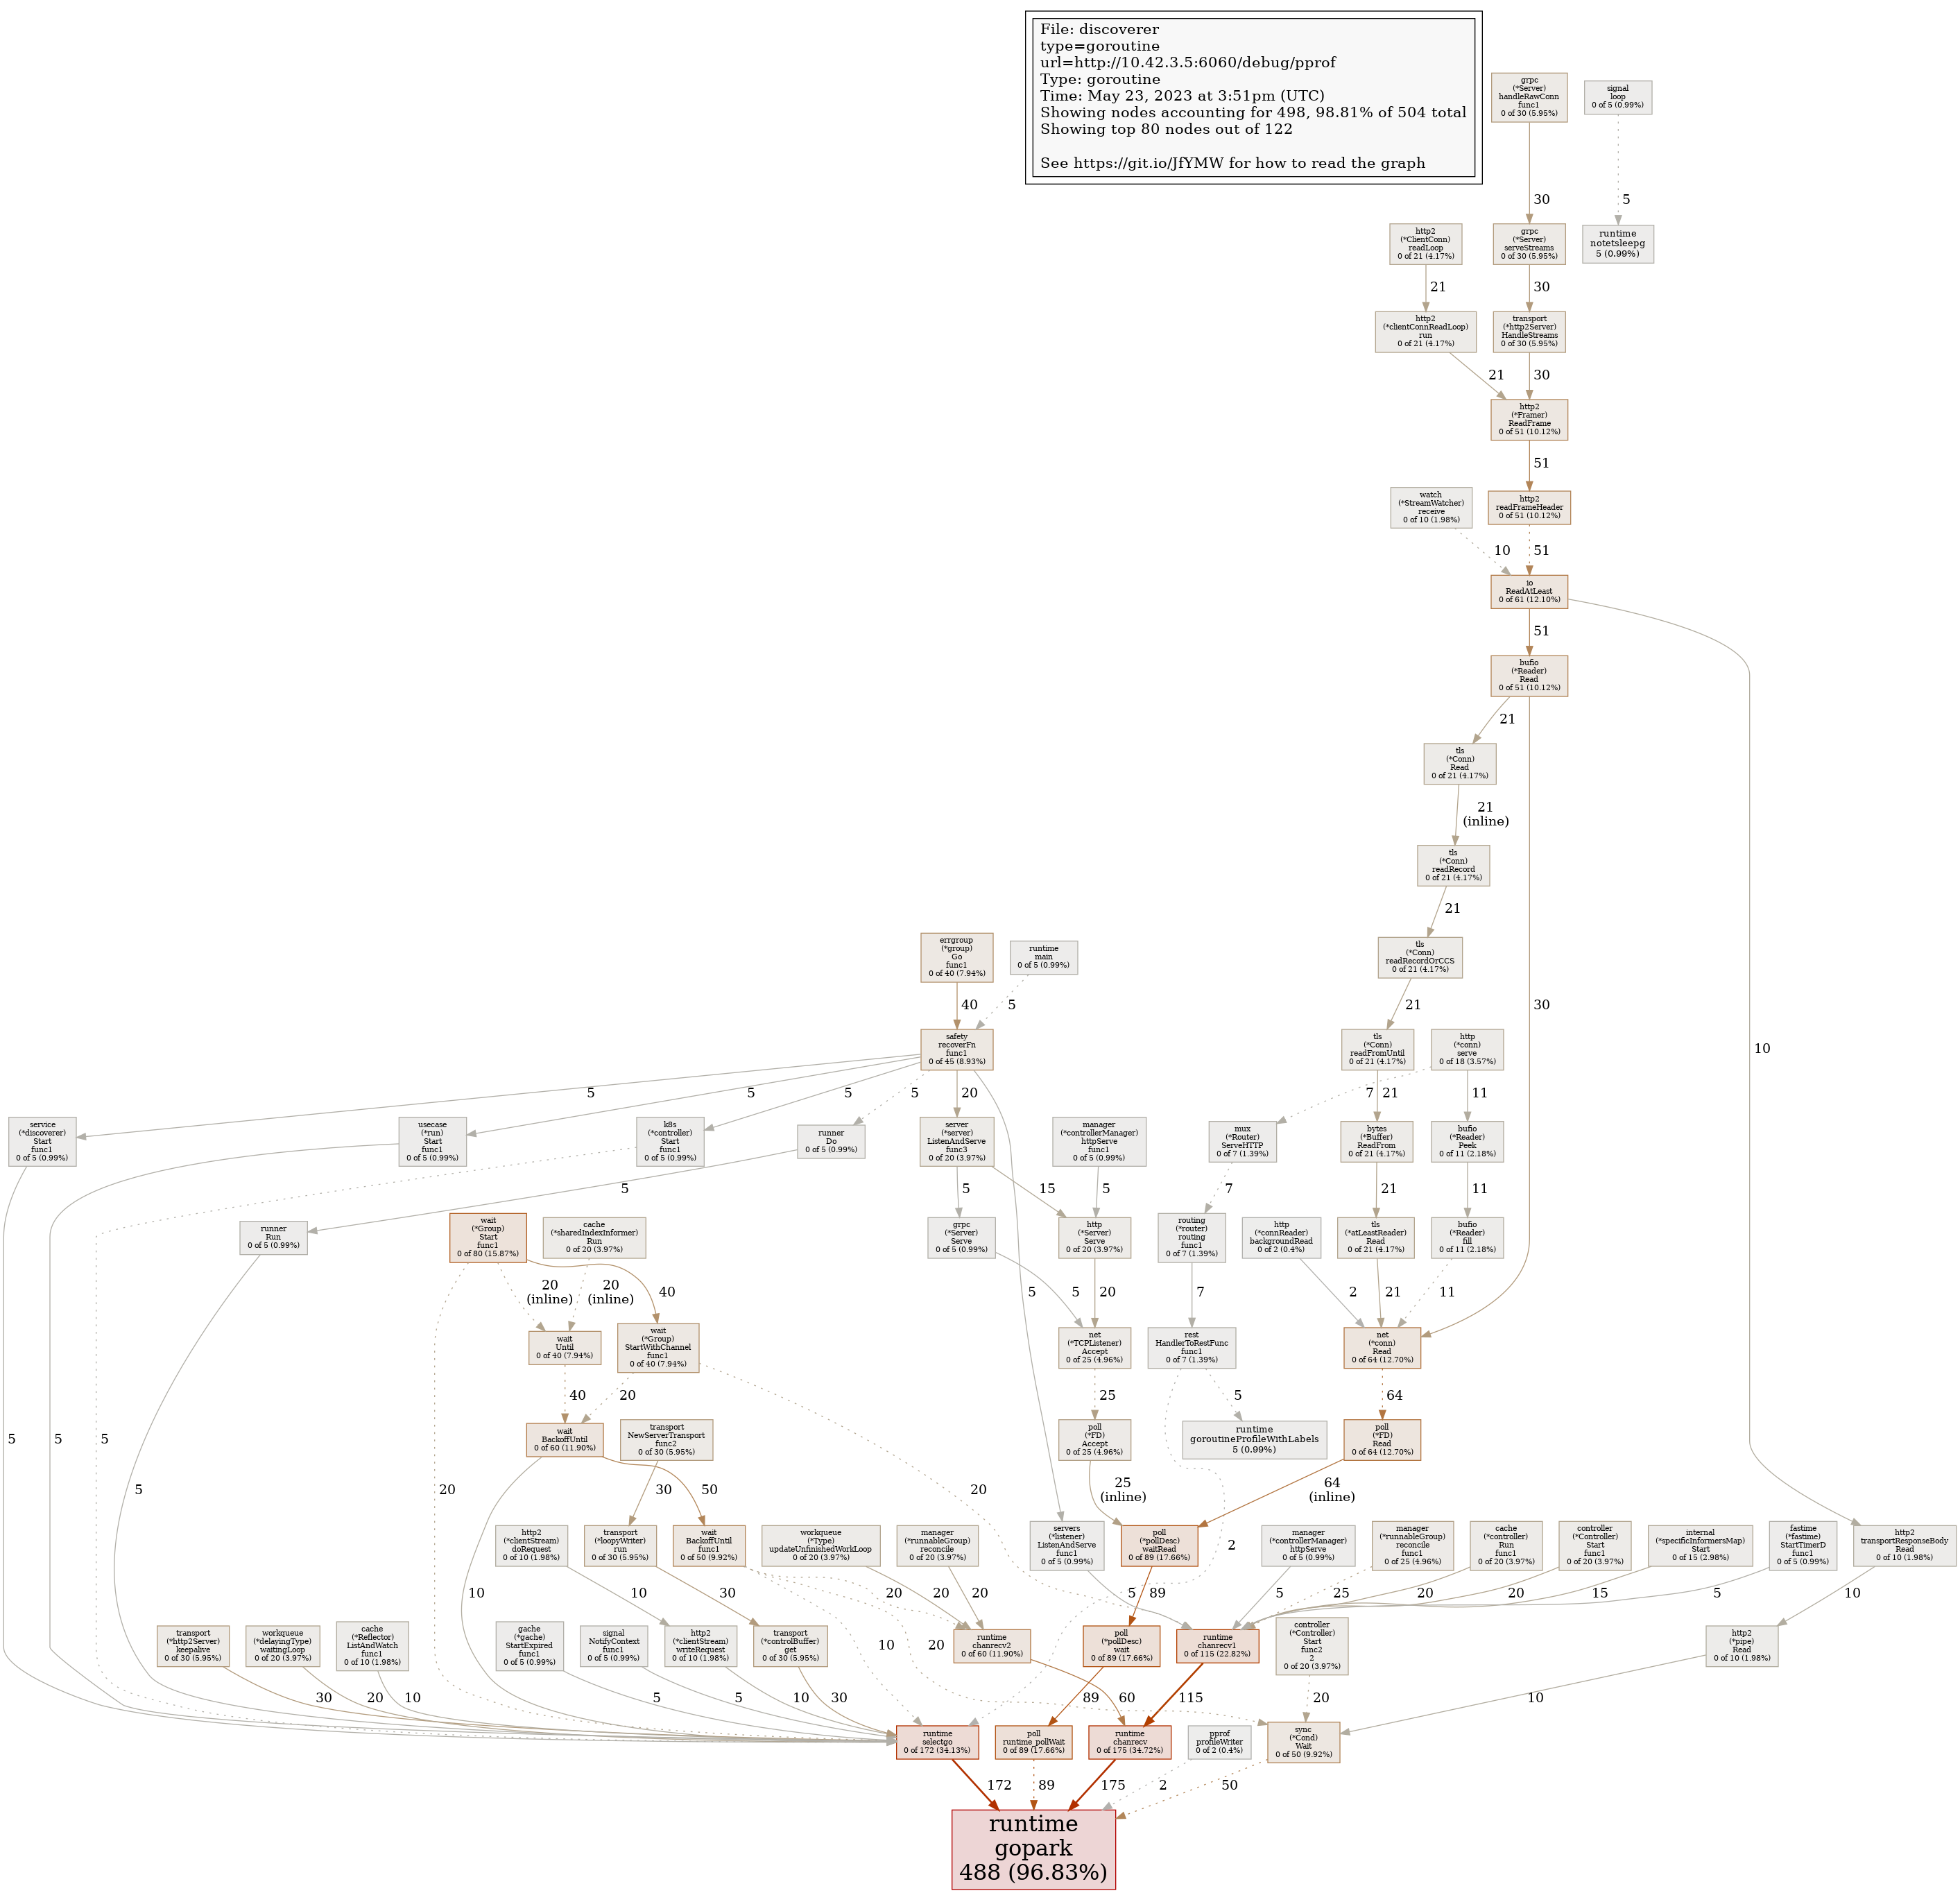 File: discoverer
type=goroutine
url=http://10.42.3.5:6060/debug/pprof
Type: goroutine
Time: May 23, 2023 at 3:51pm (UTC)
Showing nodes accounting for 498, 98.81% of 504 total
Showing top 80 nodes out of 122
See https://git.io/JfYMW for how to read the graph
grpc
(*Server)
handleRawConn
func1
0 of 30 (5.95%)
signal
loop
0 of 5 (0.99%)
30
5
http2
(*ClientConn)
readLoop
0 of 21 (4.17%)
grpc
(*Server)
serveStreams
0 of 30 (5.95%)
runtime
notetsleepg
5 (0.99%)
21
30
http2
(*clientConnReadLoop)
run
0 of 21 (4.17%)
transport
(*http2Server)
HandleStreams
0 of 30 (5.95%)
21
30
http2
(*Framer)
ReadFrame
0 of 51 (10.12%)
51
watch
(*StreamWatcher)
receive
0 of 10 (1.98%)
http2
readFrameHeader
0 of 51 (10.12%)
10
51
io
ReadAtLeast
0 of 61 (12.10%)
51
bufio
(*Reader)
Read
0 of 51 (10.12%)
21
tls
(*Conn)
Read
0 of 21 (4.17%)
21
(inline)
tls
(*Conn)
readRecord
0 of 21 (4.17%)
21
errgroup
(*group)
Go
func1
0 of 40 (7.94%)
runtime
main
0 of 5 (0.99%)
tls
(*Conn)
readRecordOrCCS
0 of 21 (4.17%)
40
5
21
30
10
safety
recoverFn
func1
0 of 45 (8.93%)
tls
(*Conn)
readFromUntil
0 of 21 (4.17%)
http
(*conn)
serve
0 of 18 (3.57%)
5
5
5
5
20
7
21
11
service
(*discoverer)
Start
func1
0 of 5 (0.99%)
usecase
(*run)
Start
func1
0 of 5 (0.99%)
k8s
(*controller)
Start
func1
0 of 5 (0.99%)
runner
Do
0 of 5 (0.99%)
server
(*server)
ListenAndServe
func3
0 of 20 (3.97%)
manager
(*controllerManager)
httpServe
func1
0 of 5 (0.99%)
mux
(*Router)
ServeHTTP
0 of 7 (1.39%)
bytes
(*Buffer)
ReadFrom
0 of 21 (4.17%)
bufio
(*Reader)
Peek
0 of 11 (2.18%)
5
5
15
5
7
21
11
runner
Run
0 of 5 (0.99%)
wait
(*Group)
Start
func1
0 of 80 (15.87%)
cache
(*sharedIndexInformer)
Run
0 of 20 (3.97%)
grpc
(*Server)
Serve
0 of 5 (0.99%)
http
(*Server)
Serve
0 of 20 (3.97%)
routing
(*router)
routing
func1
0 of 7 (1.39%)
http
(*connReader)
backgroundRead
0 of 2 (0.4%)
tls
(*atLeastReader)
Read
0 of 21 (4.17%)
bufio
(*Reader)
fill
0 of 11 (2.18%)
20
(inline)
20
(inline)
40
5
5
20
7
2
21
11
wait
Until
0 of 40 (7.94%)
wait
(*Group)
StartWithChannel
func1
0 of 40 (7.94%)
net
(*TCPListener)
Accept
0 of 25 (4.96%)
rest
HandlerToRestFunc
func1
0 of 7 (1.39%)
net
(*conn)
Read
0 of 64 (12.70%)
40
20
25
5
64
wait
BackoffUntil
0 of 60 (11.90%)
transport
NewServerTransport
func2
0 of 30 (5.95%)
poll
(*FD)
Accept
0 of 25 (4.96%)
runtime
goroutineProfileWithLabels
5 (0.99%)
poll
(*FD)
Read
0 of 64 (12.70%)
5
5
5
5
20
30
50
20
25
(inline)
64
(inline)
http2
(*clientStream)
doRequest
0 of 10 (1.98%)
transport
(*loopyWriter)
run
0 of 30 (5.95%)
wait
BackoffUntil
func1
0 of 50 (9.92%)
workqueue
(*Type)
updateUnfinishedWorkLoop
0 of 20 (3.97%)
manager
(*runnableGroup)
reconcile
0 of 20 (3.97%)
servers
(*listener)
ListenAndServe
func1
0 of 5 (0.99%)
poll
(*pollDesc)
waitRead
0 of 89 (17.66%)
2
manager
(*controllerManager)
httpServe
0 of 5 (0.99%)
manager
(*runnableGroup)
reconcile
func1
0 of 25 (4.96%)
cache
(*controller)
Run
func1
0 of 20 (3.97%)
controller
(*Controller)
Start
func1
0 of 20 (3.97%)
internal
(*specificInformersMap)
Start
0 of 15 (2.98%)
fastime
(*fastime)
StartTimerD
func1
0 of 5 (0.99%)
http2
transportResponseBody
Read
0 of 10 (1.98%)
10
10
30
10
20
20
20
20
5
89
5
25
20
20
15
5
10
transport
(*http2Server)
keepalive
0 of 30 (5.95%)
workqueue
(*delayingType)
waitingLoop
0 of 20 (3.97%)
cache
(*Reflector)
ListAndWatch
func1
0 of 10 (1.98%)
gache
(*gache)
StartExpired
func1
0 of 5 (0.99%)
signal
NotifyContext
func1
0 of 5 (0.99%)
http2
(*clientStream)
writeRequest
0 of 10 (1.98%)
transport
(*controlBuffer)
get
0 of 30 (5.95%)
runtime
chanrecv2
0 of 60 (11.90%)
poll
(*pollDesc)
wait
0 of 89 (17.66%)
runtime
chanrecv1
0 of 115 (22.82%)
controller
(*Controller)
Start
func2
2
0 of 20 (3.97%)
http2
(*pipe)
Read
0 of 10 (1.98%)
30
20
10
5
5
10
30
89
60
115
20
10
runtime
selectgo
0 of 172 (34.13%)
poll
runtime_pollWait
0 of 89 (17.66%)
runtime
chanrecv
0 of 175 (34.72%)
pprof
profileWriter
0 of 2 (0.4%)
sync
(*Cond)
Wait
0 of 50 (9.92%)
172
89
175
2
50
runtime
gopark
488 (96.83%)